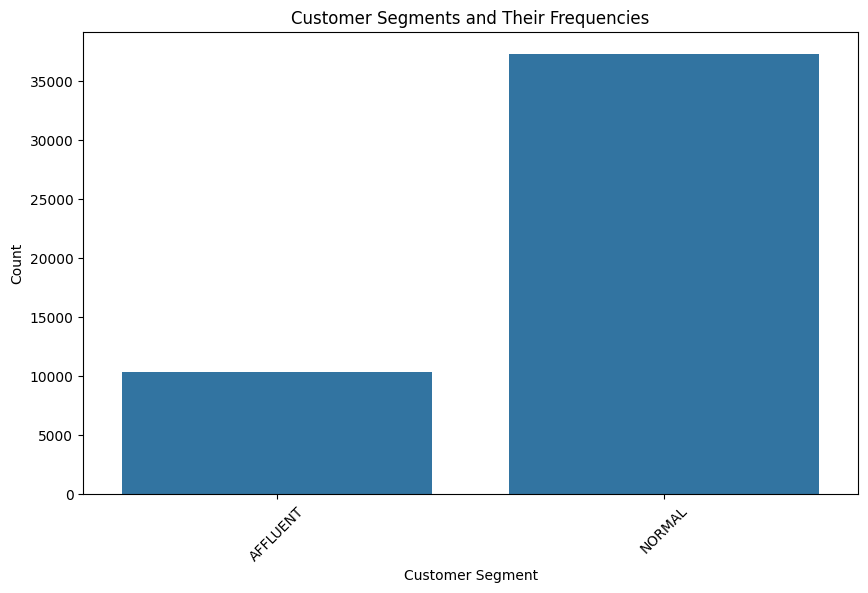 Customer Segments and Their Frequencies
35000
30000
25000
20000
15000
10000
5000
0
Count
AFFLUENT
NORMAL
Customer Segment